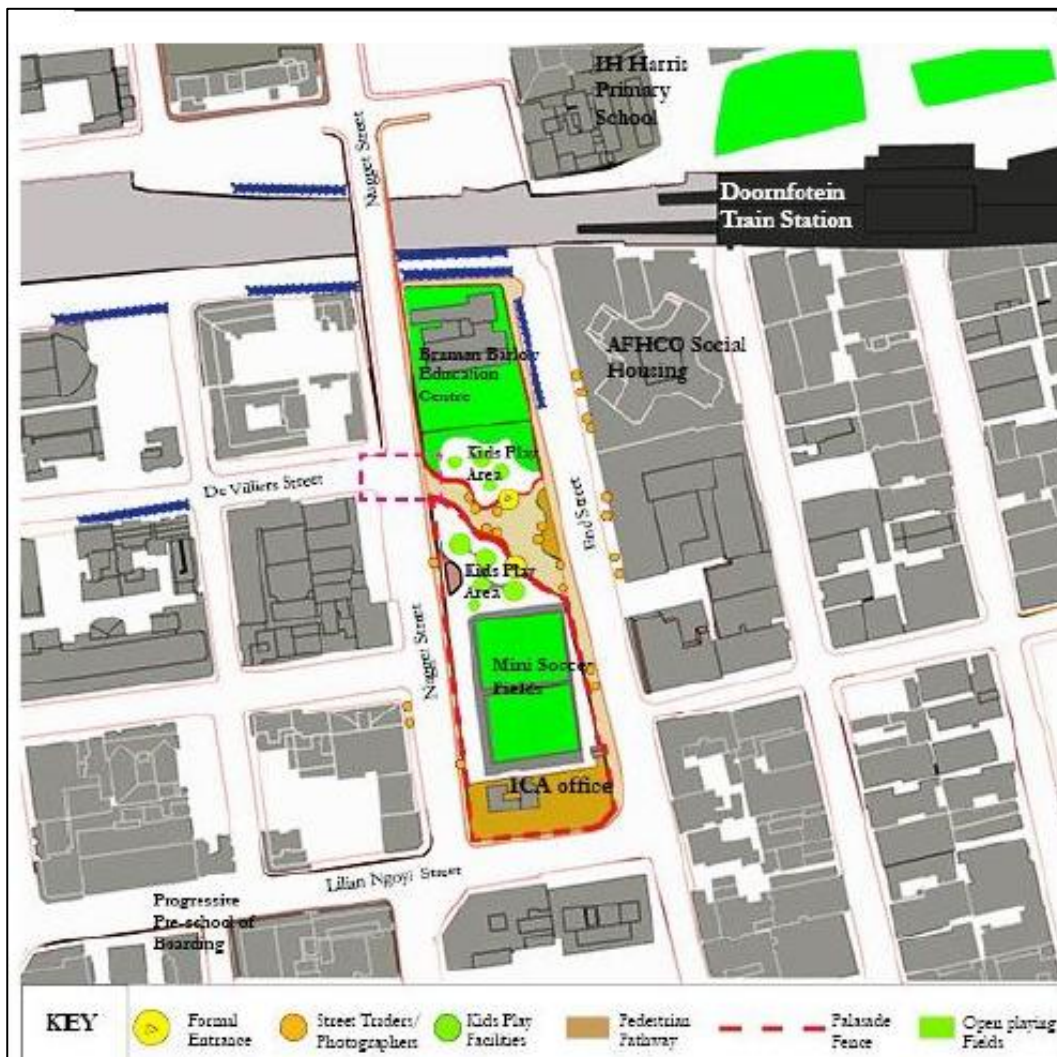 IH Harris
Primary
School
Nugget Street
Doornfotein
Train Station
AFHCO Social
Housing
Education
Centre
Kids Play
Area
De Villiers Street
End Street
Kids Play
Area
Nugget Street
Mini Soccer
Fields
ICA office
Lilian Ngoyi Street
Progressive
Pre-school of
Boarding
KEY
Formal
Entrance
Street Traders/
Photographers
Kids Play
Facilities
Pedestrian
Pathway
Palasade
Fence
Open playing
Fields